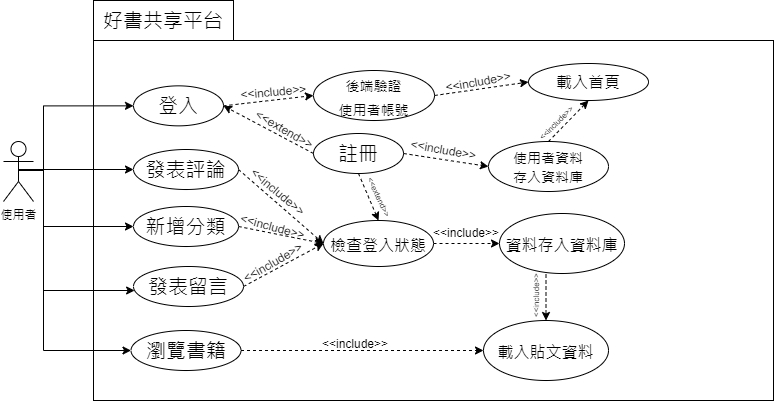 好書共享平台
使用者
登入
<<include>>
後端驗證
使用者帳號
<<include>>
載入首頁
<<extend>>
註冊
<<include>>
使用者資料
存入資料庫
<<include>>
發表評論
<<include>>
<<extend>>
新增分類
<<include>>
檢查登入狀態
<<include>>
資料存入資料庫
發表留言
<<include>>
<<include>>
瀏覽書籍
<<include>>
載入貼文資料